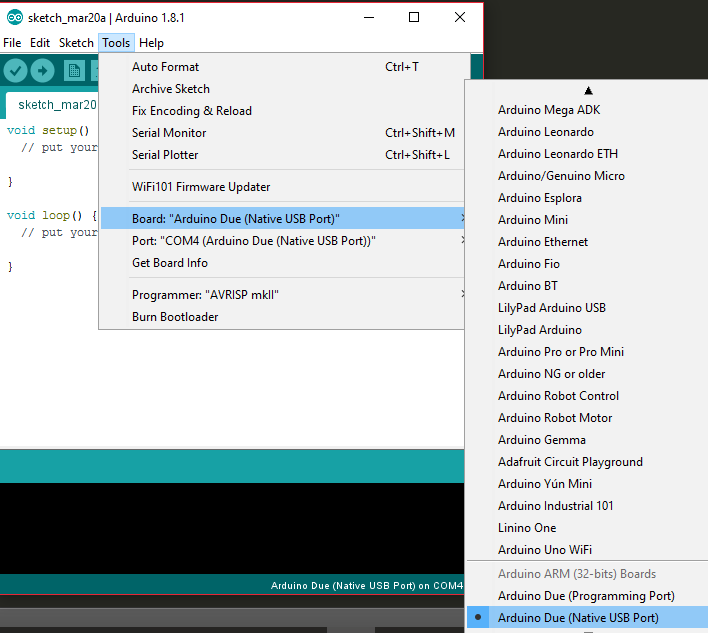 sketch_mar20a | Arduino 1.8.1
File Edit Sketch Tools Help
sketch_mar20
void setup()
// put your
}
void loop() {
// put your
}
Auto Format Ctrl+T
Archive Sketch
Fix Encoding & Reload
Serial Monitor Ctrl+Shift+M
Serial Plotter Ctrl+Shift+L
WiFi101 Firmware Updater
Board: "Arduino Due (Native USB Port)"
Port: "COM4 (Arduino Due (Native USB Port))"
Get Board Info
Programmer: "AVRISP mkII"
Burn Bootloader
Arduino Mega ADK
Arduino Leonardo
Arduino Leonardo ETH
Arduino/Genuino Micro
Arduino Esplora
Arduino Mini
Arduino Ethernet
Arduino Fio
Arduino BT
LilyPad Arduino USB
LilyPad Arduino
Arduino Pro or Pro Mini
Arduino NG or older
Arduino Robot Control
Arduino Robot Motor
Arduino Gemma
Adafruit Circuit Playground
Arduino Yún Mini
Arduino Industrial 101
Linino One
Arduino Uno WiFi
Arduino ARM (32-bits) Boards
Arduino Due (Programming Port)
Arduino Due (Native USB Port)
Arduino Due (Native USB Port) on COM4